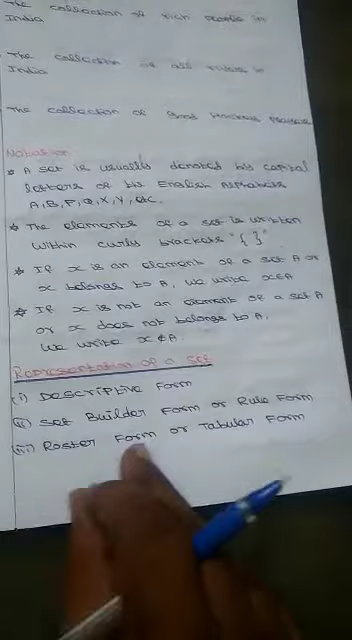 The collection of rich people in
India
The collection of all rivers in
India
The collection of good hockey players
Notation
* A set is usually denoted by capital
letters of the English Alphabets
A, B, P, Q, X, Y, etc.
* The elements of a set is written
within curly brackets "{ }"
* If x is an element of a set A or
x belongs to A, we write x∈A
* If x is not an element of a set A
or x does not belongs to A.
we write x∉A.
Representation of a set
(i) Descriptive form
(ii) Set Builder Form or Rule Form
(iii) Roster Form or Tabular Form